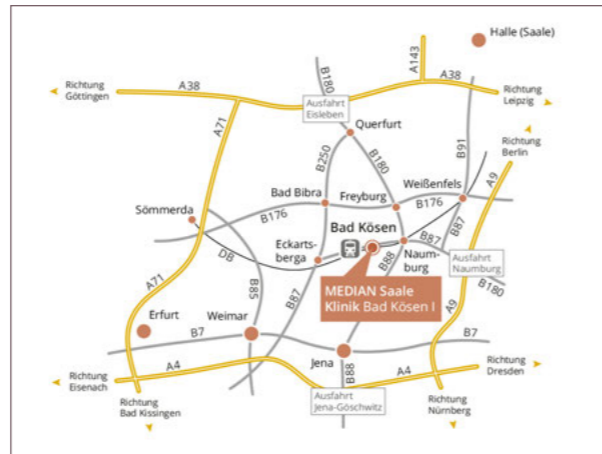 Halle (Saale)
A143
B180
A38
A38
Richtung
Göttingen
Richtung
Leipzig
Ausfahrt
Eisleben
A71
Querfurt
B91
Richtung
Berlin
B250
B180
A9
Weißenfels
Bad Bibra
Freyburg
B176
Sömmerda
B176
Bad Kösen
B87
B87
DB
Eckarts-
berga
Naum-
burg
Ausfahrt
Naumburg
B88
A71
B85
B87
MEDIAN Saale
Klinik Bad Kösen I
B180
A9
Erfurt
Weimar
B7
B7
Jena
Richtung
Eisenach
A4
B88
A4
Richtung
Dresden
Richtung
Bad Kissingen
Ausfahrt
Jena-Göschwitz
Richtung
Nürnberg